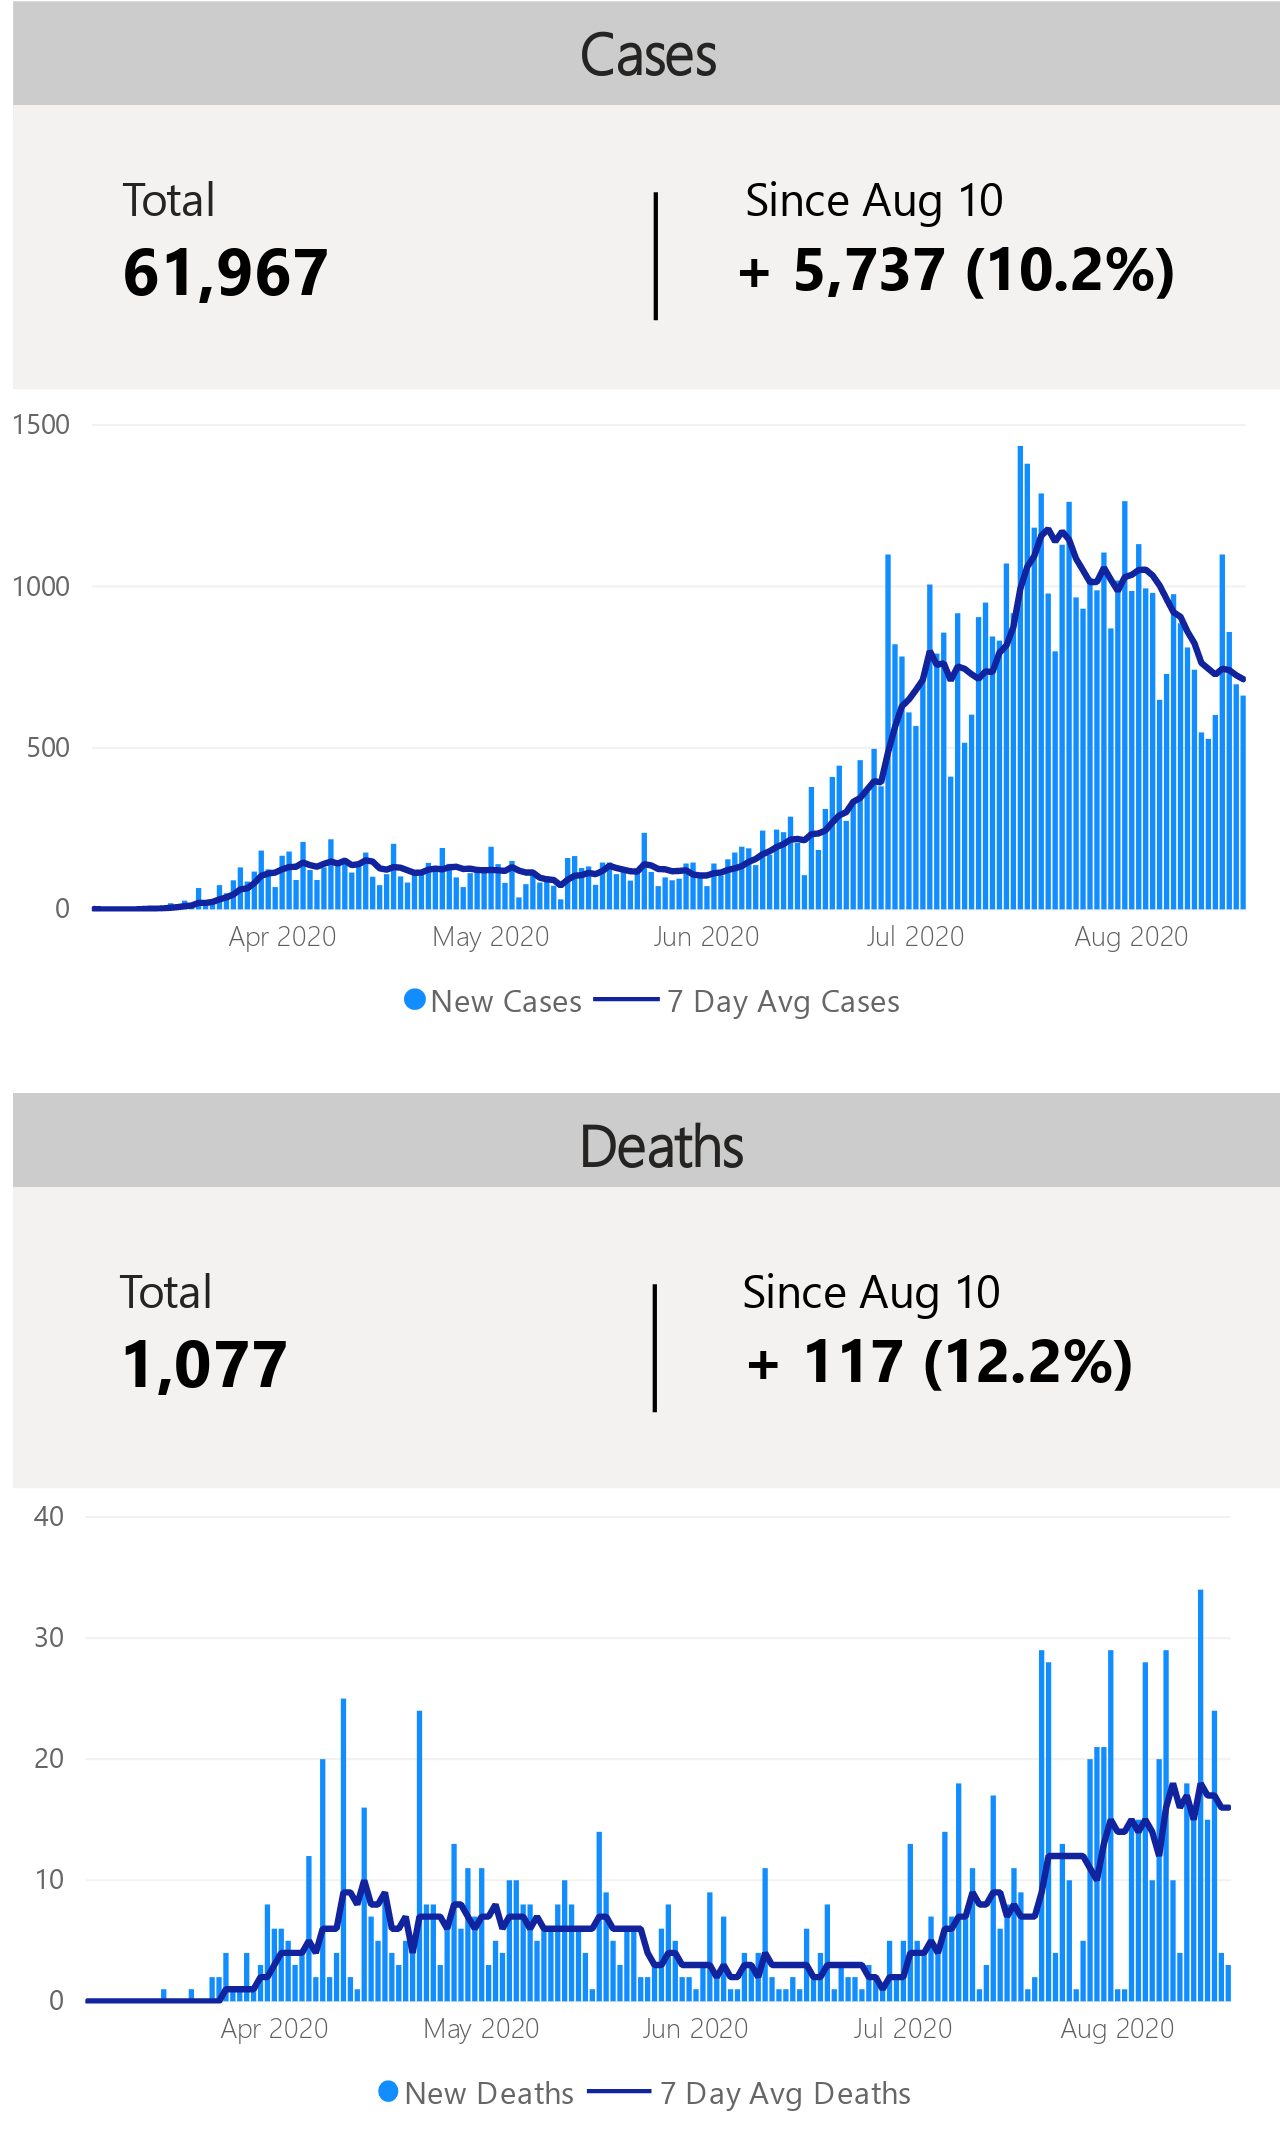 Cases
Total
Since Aug 10
61,967
+ 5,737 (10.2%)
1500
1000
500
0
Apr 2020
May 2020
Jun 2020
Jul 2020
Aug 2020
New Cases
7 Day Avg Cases
Deaths
Total
Since Aug 10
1,077
+ 117 (12.2%)
40
30
20
10
0
Apr 2020
May 2020
Jun 2020
Jul 2020
Aug 2020
New Deaths
7 Day Avg Deaths